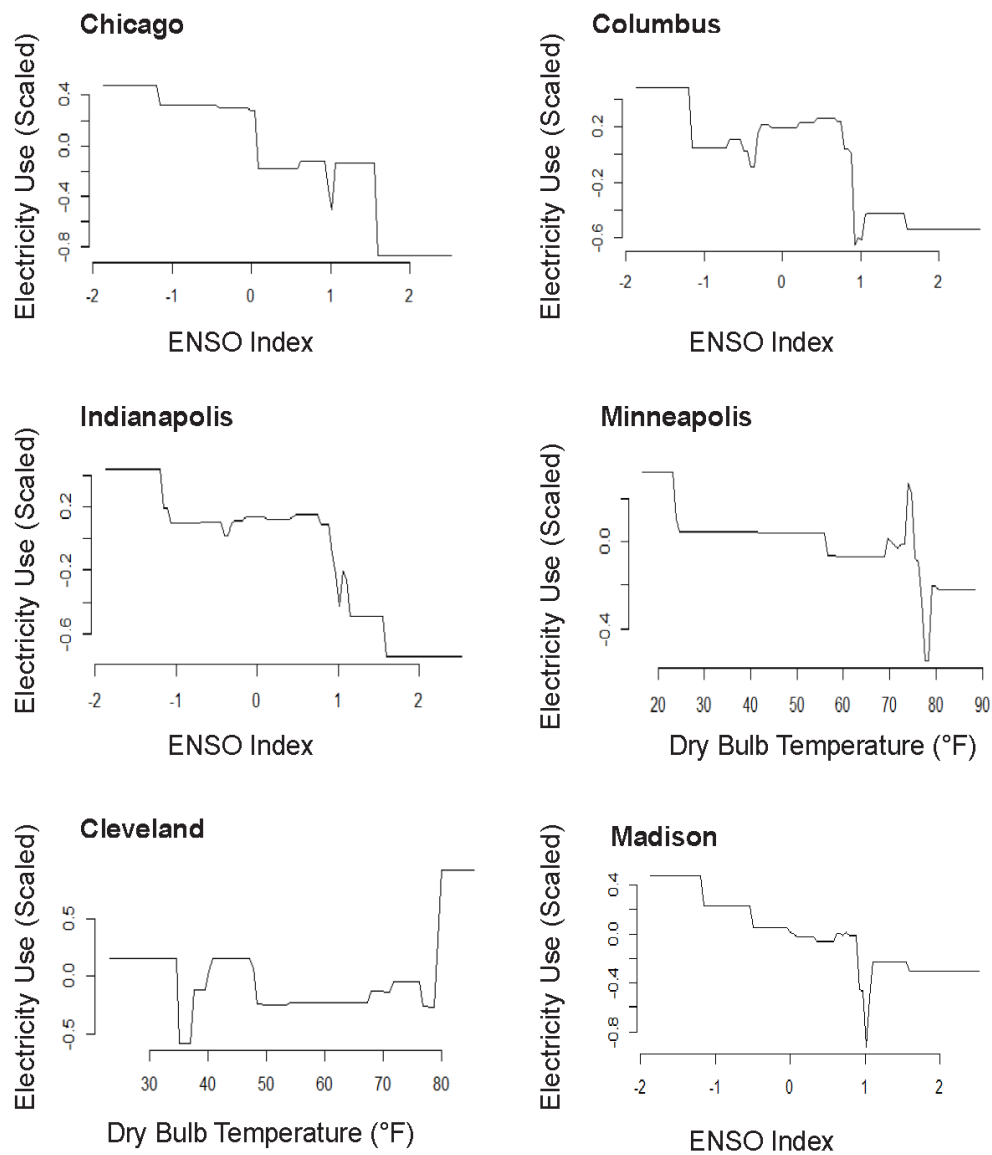 Chicago
Electricity Use (Scaled)
0.4
0.0
-0.4
-0.8
-2 -1 0 1 2
ENSO Index
Columbus
Electricity Use (Scaled)
0.2
-0.2
-0.6
-2 -1 0 1 2
ENSO Index
Indianapolis
Electricity Use (Scaled)
0.2
-0.2
-0.6
-2 -1 0 1 2
ENSO Index
Minneapolis
Electricity Use (Scaled)
0.0
-0.4
20 30 40 50 60 70 80 90
Dry Bulb Temperature (°F)
Cleveland
Electricity Use (Scaled)
0.5
0.0
-0.5
30 40 50 60 70 80
Dry Bulb Temperature (°F)
Madison
Electricity Use (Scaled)
0.4
0.0
-0.4
-0.8
-2 -1 0 1 2
ENSO Index